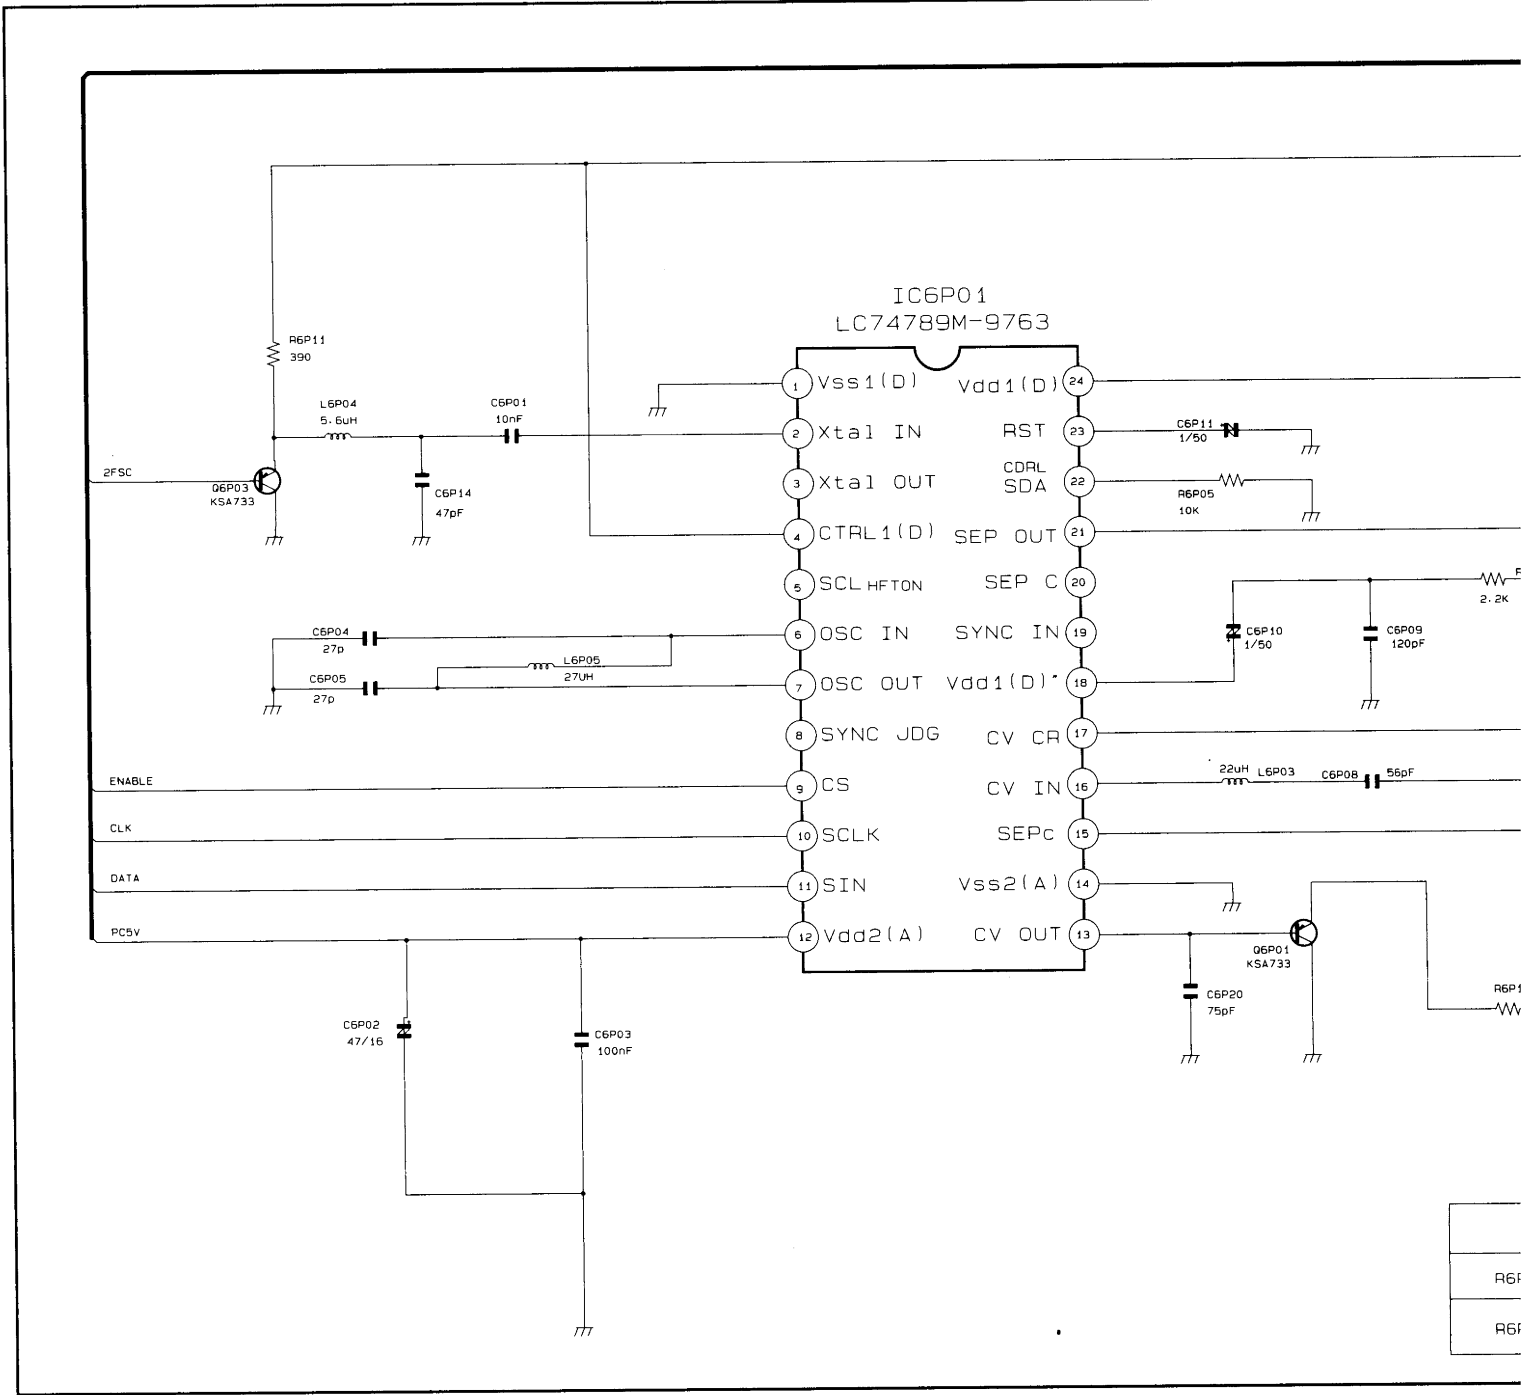 IC6P01
LC74789M-9763
R6P11
390
L6P04
5.6uH
C6P01
10nF
2FSC
Q6P03
KSA733
C6P14
47pF
C6P04
27p
L6P05
27UH
C6P05
27p
ENABLE
CLK
DATA
PC5V
C6P02
47/16
C6P03
100nF
1 Vss1(D)
2 Xtal IN
3 Xtal OUT
4 CTRL1(D)
5 SCL HFTON
6 OSC IN
7 OSC OUT
8 SYNC JDG
9 CS
10 SCLK
11 SIN
12 Vdd2(A)
Vdd1(D) 24
RST 23
CDRL
SDA 22
SEP OUT 21
SEP C 20
SYNC IN 19
Vdd1(D) 18
CV CR 17
CV IN 16
SEPc 15
Vss2(A) 14
CV OUT 13
C6P11
1/50
R6P05
10K
R
2.2K
C6P10
1/50
C6P09
120pF
22uH L6P03 C6P08 56pF
Q6P01
KSA733
C6P20
75pF
R6P1
R6P
R6P